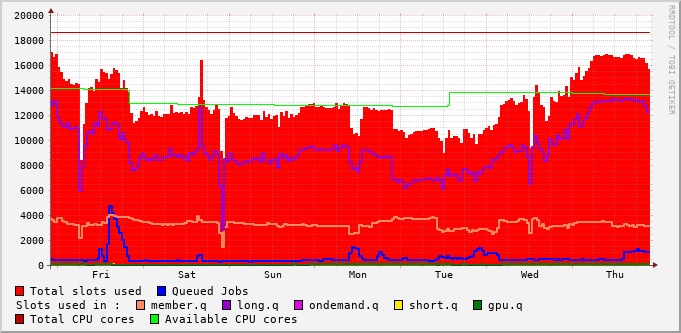 20000
18000
16000
14000
12000
10000
8000
6000
4000
2000
0
Fri Sat Sun Mon Tue Wed Thu
RRDTOOL / TOBI OETIKER
Total slots used Queued Jobs
Slots used in : member.q long.q ondemand.q short.q gpu.q
Total CPU cores Available CPU cores